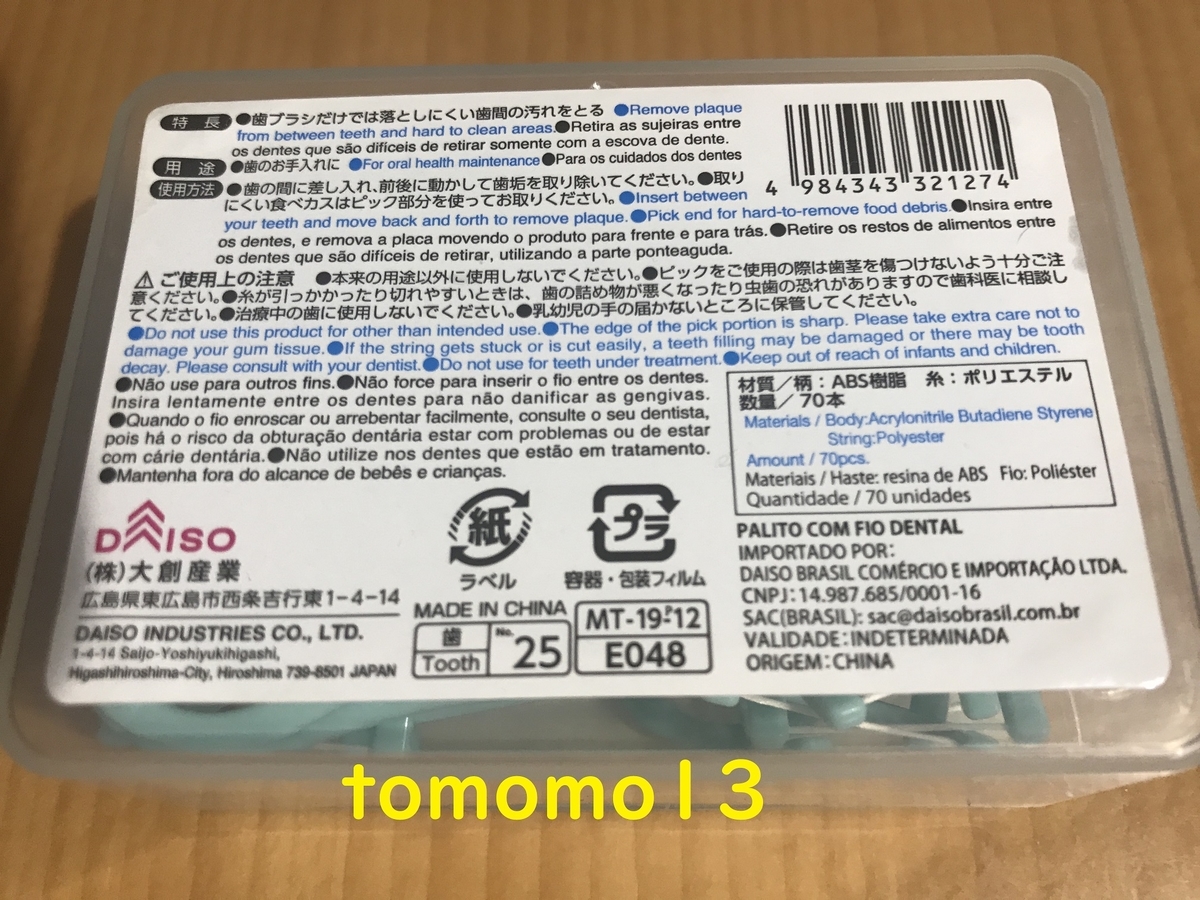 特長 ●歯ブラシだけでは落としにくい歯間の汚れをとる ●Remove plaque
from between teeth and hard to clean areas.●Retira as sujeiras entre
os dentes que são difíceis de retirar somente com a escova de dente.
用途 ●歯のお手入れに ●For oral health maintenance●Para os cuidados dos dentes
使用方法 ●歯の間に差し入れ、前後に動かして歯垢を取り除いてください。●取り
にくい食べカスはピック部分を使ってお取りください。●Insert between
your teeth and move back and forth to remove plaque.●Pick end for hard-to-remove food debris.●Insira entre
os dentes, e remova a placa movendo o produto para frente e para trás.●Retire os restos de alimentos entre
os dentes que são difíceis de retirar, utilizando a parte ponteaguda.
4 984343 321274
⚠ご使用上の注意 ●本来の用途以外に使用しないでください。●ピックをご使用の際は歯茎を傷つけないよう十分ご注
意ください。●糸が引っかかったり切れやすいときは、歯の詰め物が悪くなったり虫歯の恐れがありますので歯科医に相談し
てください。●治療中の歯に使用しないでください。●乳幼児の手の届かないところに保管してください。
●Do not use this product for other than intended use.●The edge of the pick portion is sharp. Please take extra care not to
damage your gum tissue.●If the string gets stuck or is cut easily, a teeth filling may be damaged or there may be tooth
decay. Please consult with your dentist.●Do not use for teeth under treatment.●Keep out of reach of infants and children.
●Não use para outros fins.●Não force para inserir o fio entre os dentes.
Insira lentamente entre os dentes para não danificar as gengivas.
●Quando o fio enroscar ou arrebentar facilmente, consulte o seu dentista,
pois há o risco da obturação dentária estar com problemas ou de estar
com cárie dentária.●Não utilize nos dentes que estão em tratamento.
●Mantenha fora do alcance de bebês e crianças.
材質/柄:ABS樹脂 糸:ポリエステル
数量/70本
Materials / Body:Acrylonitrile Butadiene Styrene
String:Polyester
Amount / 70pcs.
Materiais / Haste: resina de ABS Fio: Poliéster
Quantidade / 70 unidades
DAISO
(株)大創産業
広島県東広島市西条吉行東1-4-14
DAISO INDUSTRIES CO., LTD.
1-4-14 Saijo-Yoshiyukihigashi,
Higashihiroshima-City, Hiroshima 739-8501 JAPAN
紙
ラベル
プラ
容器・包装フィルム
MADE IN CHINA
歯
Tooth
No. 25
MT-19-P-12
E048
PALITO COM FIO DENTAL
IMPORTADO POR:
DAISO BRASIL COMÉRCIO E IMPORTAÇÃO LTDA.
CNPJ:14.987.685/0001-16
SAC(BRASIL): sac@daisobrasil.com.br
VALIDADE:INDETERMINADA
ORIGEM:CHINA
tomomo13